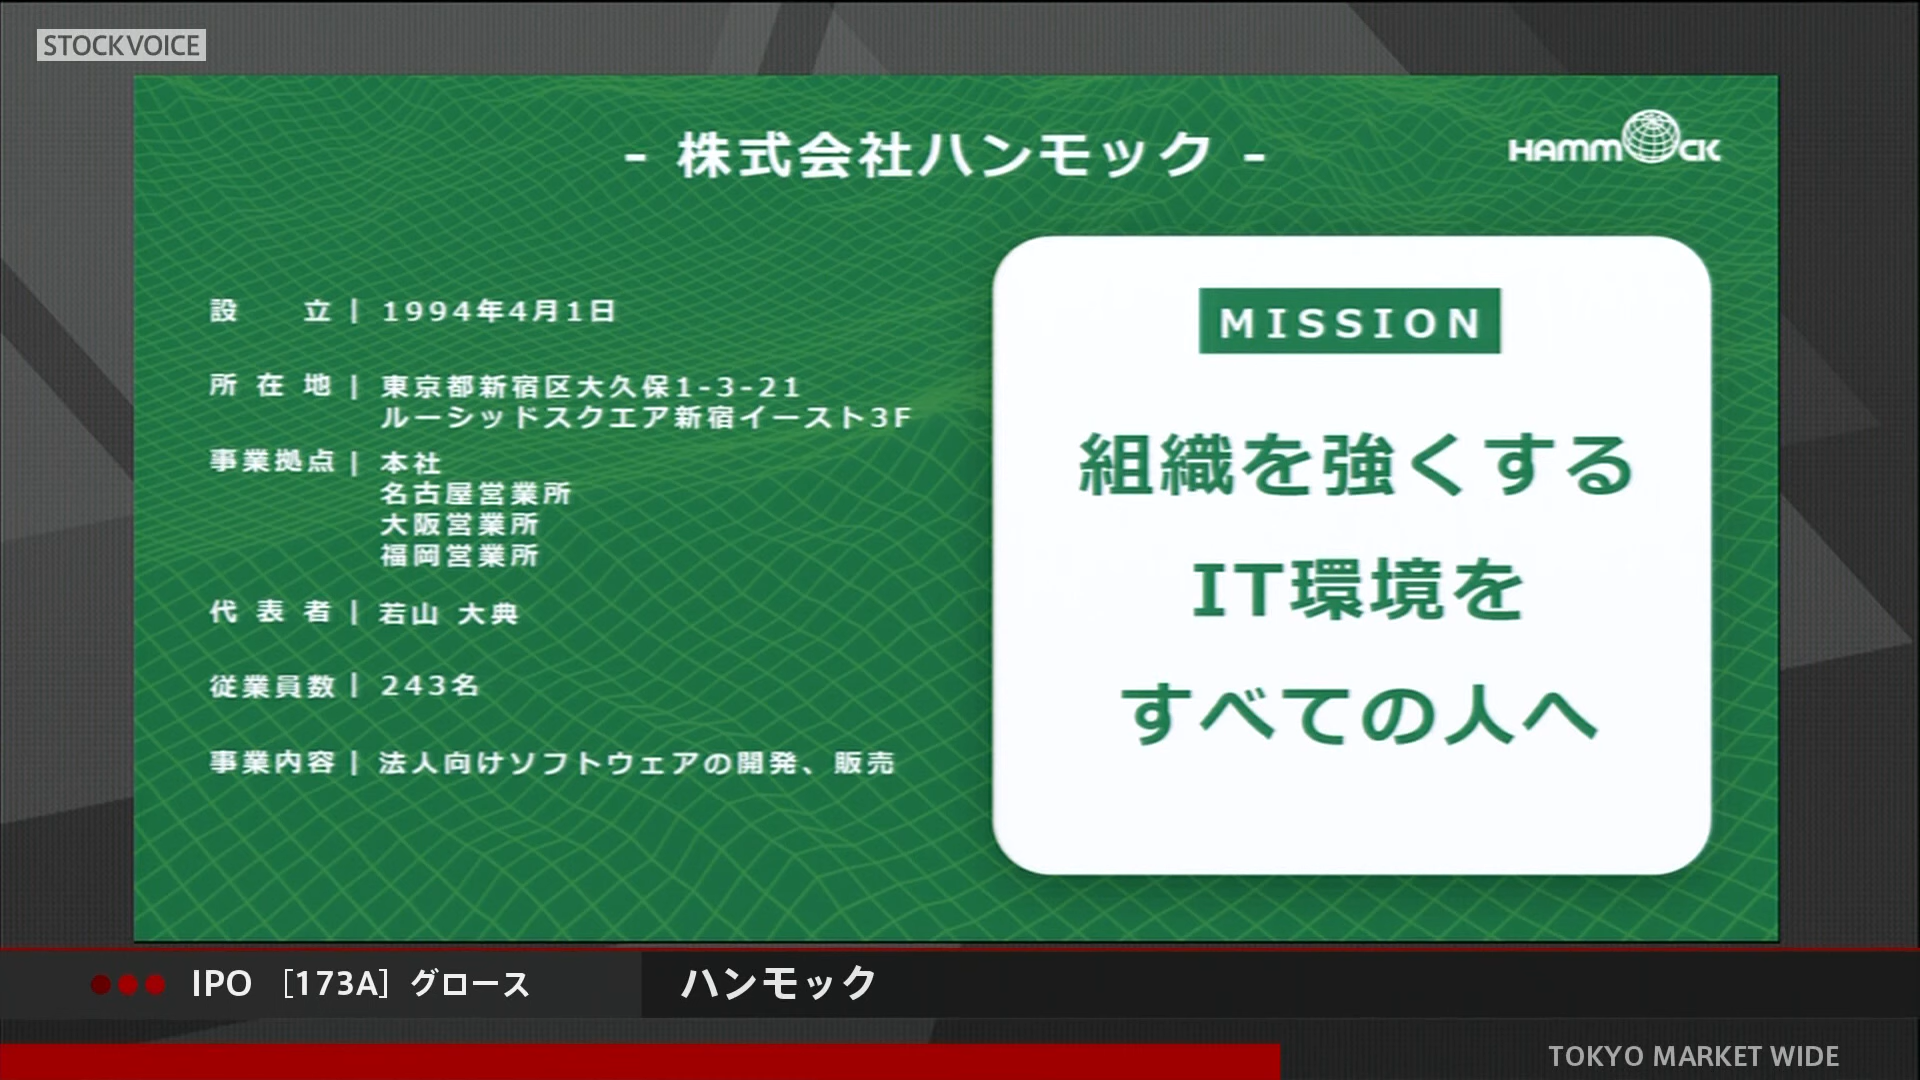 STOCKVOICE
- 株式会社ハンモック -
HAMMOCK
設立 | 1994年4月1日
所在地 | 東京都新宿区大久保1-3-21
ルーシッドスクエア新宿イースト3F
事業拠点 | 本社
名古屋営業所
大阪営業所
福岡営業所
代表者 | 若山 大典
従業員数 | 243名
事業内容 | 法人向けソフトウェアの開発、販売
MISSION
組織を強くする
IT環境を
すべての人へ
IPO [173A] グロース
ハンモック
TOKYO MARKET WIDE